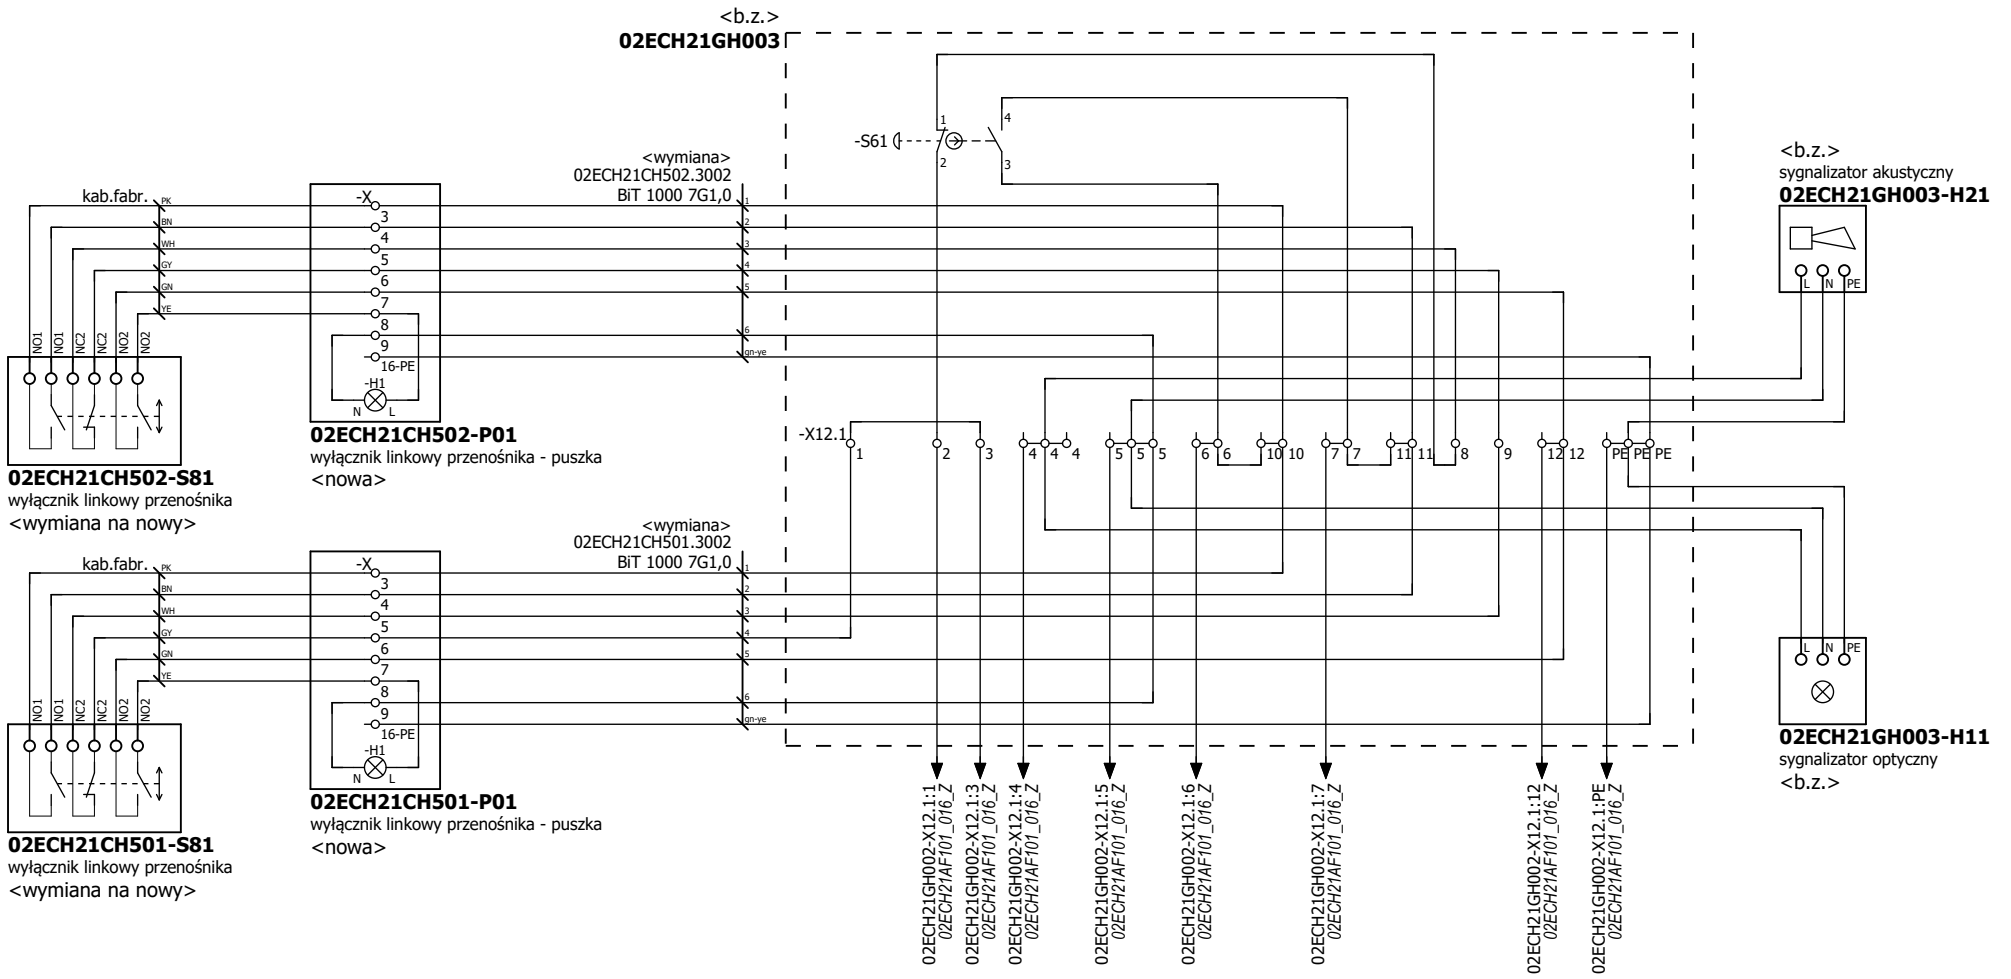 <b.z.>
02ECH21GH003
-S61
1
2
4
3
<wymiana>
02ECH21CH502.3002
BiT 1000 7G1,0
kab.fabr.
PK
BN
WH
GY
GN
YE
-X
3
4
5
6
7
8
9
16-PE
-H1
N L
1
2
3
4
5
6
gn-ye
NO1 NO1 NC2 NC2 NO2 NO2
02ECH21CH502-P01
wyłącznik linkowy przenośnika - puszka
<nowa>
02ECH21CH502-S81
wyłącznik linkowy przenośnika
<wymiana na nowy>
<b.z.>
sygnalizator akustyczny
02ECH21GH003-H21
L N PE
-X12.1
1 2 3 4 4 4 5 5 5 6 6 10 10 7 7 11 11 8 9 12 12 PE PE PE
<wymiana>
02ECH21CH501.3002
BiT 1000 7G1,0
kab.fabr.
PK
BN
WH
GY
GN
YE
-X
3
4
5
6
7
8
9
16-PE
-H1
N L
1
2
3
4
5
6
gn-ye
NO1 NO1 NC2 NC2 NO2 NO2
02ECH21CH501-P01
wyłącznik linkowy przenośnika - puszka
<nowa>
02ECH21CH501-S81
wyłącznik linkowy przenośnika
<wymiana na nowy>
L N PE
02ECH21GH003-H11
sygnalizator optyczny
<b.z.>
02ECH21GH002-X12.1:1
02ECH21AF101_016_Z
02ECH21GH002-X12.1:3
02ECH21AF101_016_Z
02ECH21GH002-X12.1:4
02ECH21AF101_016_Z
02ECH21GH002-X12.1:5
02ECH21AF101_016_Z
02ECH21GH002-X12.1:6
02ECH21AF101_016_Z
02ECH21GH002-X12.1:7
02ECH21AF101_016_Z
02ECH21GH002-X12.1:12
02ECH21AF101_016_Z
02ECH21GH002-X12.1:PE
02ECH21AF101_016_Z